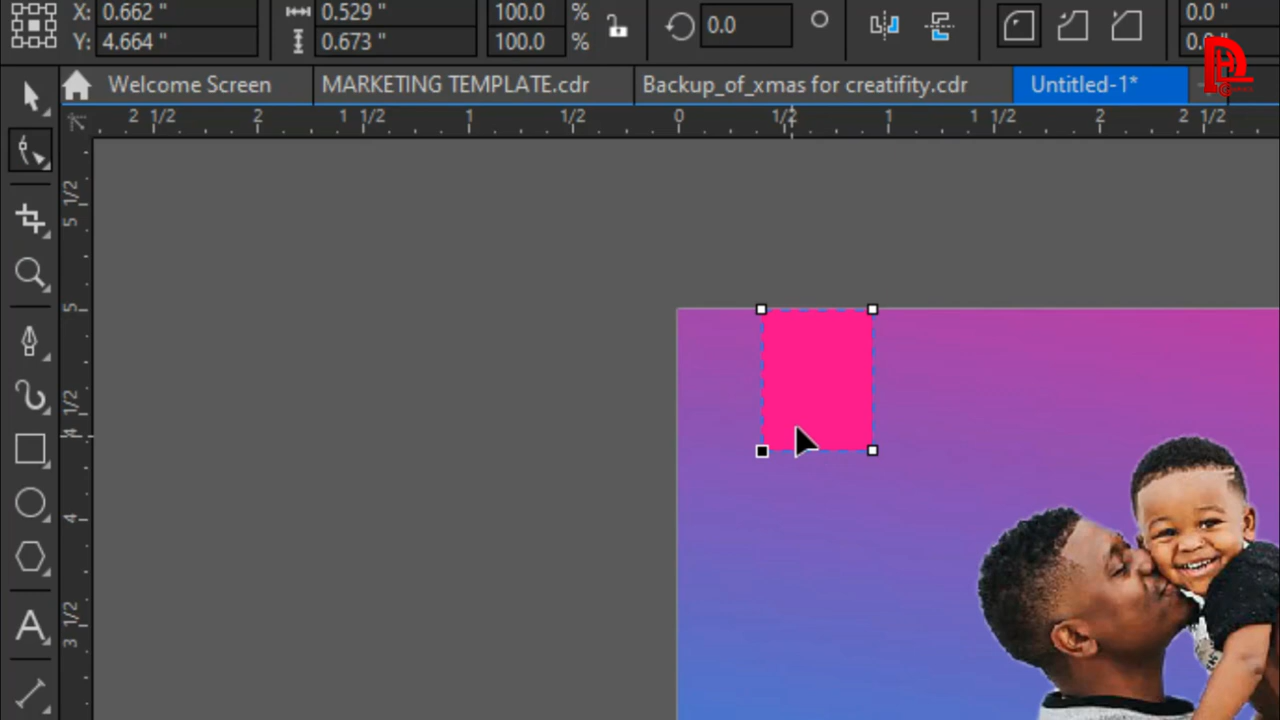 X: 0.662 " 0.529 " 100.0 % 0.0 0.0 "
Y: 4.664 " 0.673 " 100.0 %
Welcome Screen MARKETING TEMPLATE.cdr Backup_of_xmas for creatifity.cdr Untitled-1*
2 1/2 2 1 1/2 1 1/2 0 1/2 1 1 1/2 2 2 1/2
5 1/2
5
4 1/2
4
3 1/2